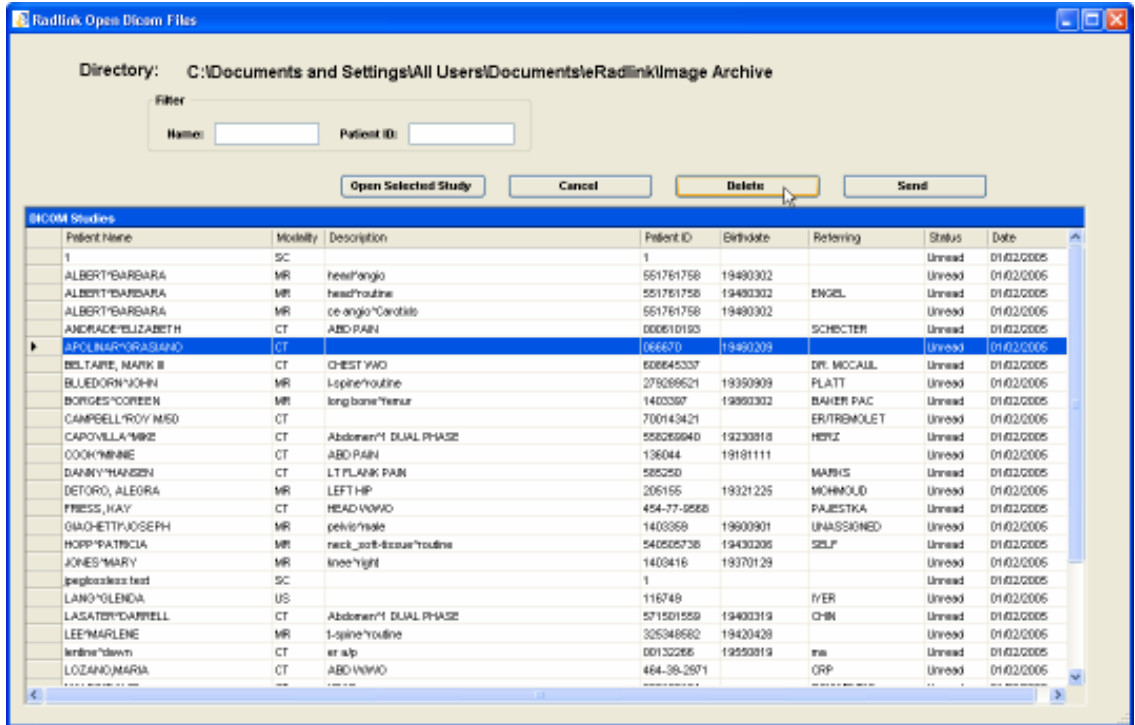 Radlink Open Dicom Files
Directory: C:\Documents and Settings\All Users\Documents\eRadlink\Image Archive
Filter
Name: Patient ID:
Open Selected Study Cancel Delete Send
DICOM Studies
Patient Name Modality Description Patient ID Birthdate Referring Status Date
1 SC 1 Unread 01/02/2005
ALBERT^BARBARA MR head^angio 551761758 19480302 Unread 01/02/2005
ALBERT^BARBARA MR head^routine 551761758 19480302 ENGEL Unread 01/02/2005
ALBERT^BARBARA MR ce angio^Carotids 551761758 19480302 Unread 01/02/2005
ANDRADE^ELIZABETH CT ABD PAIN 000610193 SCHECTER Unread 01/02/2005
APOLINAR^GRASIANO CT 066670 19460209 Unread 01/02/2005
BELTAIRE, MARK III CT CHEST W/O 608645337 DR. MCCAUL Unread 01/02/2005
BLUEDORN^JOHN MR l-spine^routine 279289521 19350909 PLATT Unread 01/02/2005
BORGES^COREEN MR long bone^femur 1403397 19860302 BAKER PAC Unread 01/02/2005
CAMPBELL^ROY M/50 CT 700143421 ER/TREMOLET Unread 01/02/2005
CAPOVILLA^MIKE CT Abdomen^1 DUAL PHASE 558269940 19230818 HERZ Unread 01/02/2005
COOK^MINNIE CT ABD PAIN 136044 19181111 Unread 01/02/2005
DANNY^HANSEN CT LT FLANK PAIN 585250 MARKS Unread 01/02/2005
DETORO, ALEGRA MR LEFT HIP 205155 19321225 MOHMOUD Unread 01/02/2005
FRIESS, KAY CT HEAD W/WO 454-77-9568 PAJESTKA Unread 01/02/2005
GIACHETTI^JOSEPH MR pelvis^male 1403359 19600901 UNASSIGNED Unread 01/02/2005
HOPP^PATRICIA MR neck_soft-tissue^routine 540505738 19430206 SELF Unread 01/02/2005
JONES^MARY MR knee^right 1403416 19370129 Unread 01/02/2005
jpeglossless test SC 1 Unread 01/02/2005
LANG^GLENDA US 116749 IYER Unread 01/02/2005
LASATER^DARRELL CT Abdomen^1 DUAL PHASE 571501559 19400319 CHIN Unread 01/02/2005
LEE^MARLENE MR t-spine^routine 325348582 19420428 Unread 01/02/2005
lentine^dawn CT er a/p 00132266 19550819 ma Unread 01/02/2005
LOZANO,MARIA CT ABD W/WO 464-39-2971 CRP Unread 01/02/2005